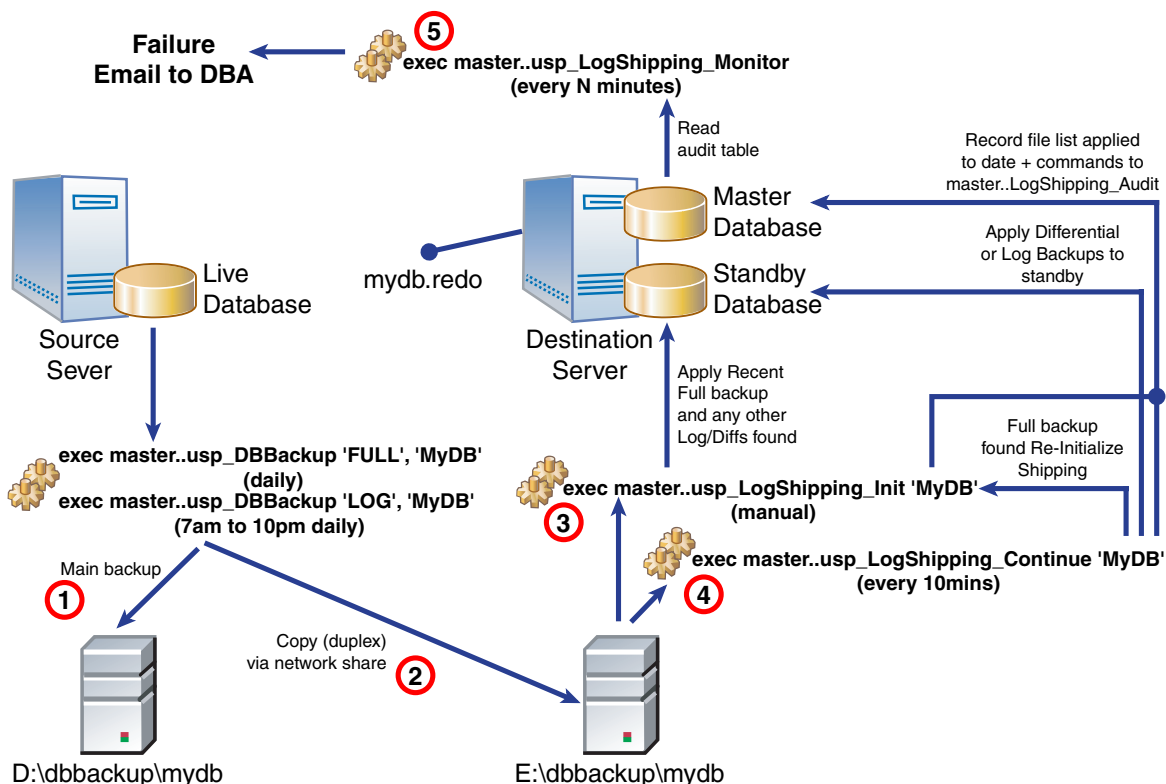 5
Failure
Email to DBA
exec master..usp_LogShipping_Monitor
(every N minutes)
Read
audit table
Record file list applied
to date + commands to
master..LogShipping_Audit
Master
Database
Apply Differential
or Log Backups to
standby
Live
Database
mydb.redo
Standby
Database
Source
Sever
Destination
Server
Apply Recent
Full backup
and any other
Log/Diffs found
Full backup
found Re-Initialize
Shipping
exec master..usp_DBBackup 'FULL', 'MyDB'
(daily)
exec master..usp_DBBackup 'LOG', 'MyDB'
(7am to 10pm daily)
exec master..usp_LogShipping_Init 'MyDB'
(manual)
3
exec master..usp_LogShipping_Continue 'MyDB'
(every 10mins)
4
Main backup
1
Copy (duplex)
via network share
2
D:\dbbackup\mydb
E:\dbbackup\mydb